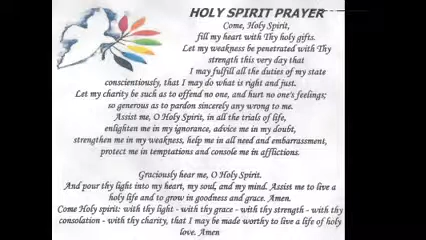 HOLY SPIRIT PRAYER
Come, Holy Spirit,
fill my heart with Thy holy gifts.
Let my weakness be penetrated with Thy
strength this very day that
I may fulfill all the duties of my state
conscientiously, that I may do what is right and just.
Let my charity be such as to offend no one, and hurt no one's feelings;
so generous as to pardon sincerely any wrong to me.
Assist me, O Holy Spirit, in all the trials of life,
enlighten me in my ignorance, advice me in my doubt,
strengthen me in my weakness, help me in all need and embarrassment,
protect me in temptations and console me in afflictions.
Graciously hear me, O Holy Spirit.
And pour thy light into my heart, my soul, and my mind. Assist me to live a
holy life and to grow in goodness and grace. Amen.
Come Holy spirit: with thy light - with thy grace - with thy strength - with thy
consolation - with thy charity, that I may be made worthy to live a life of holy
love. Amen